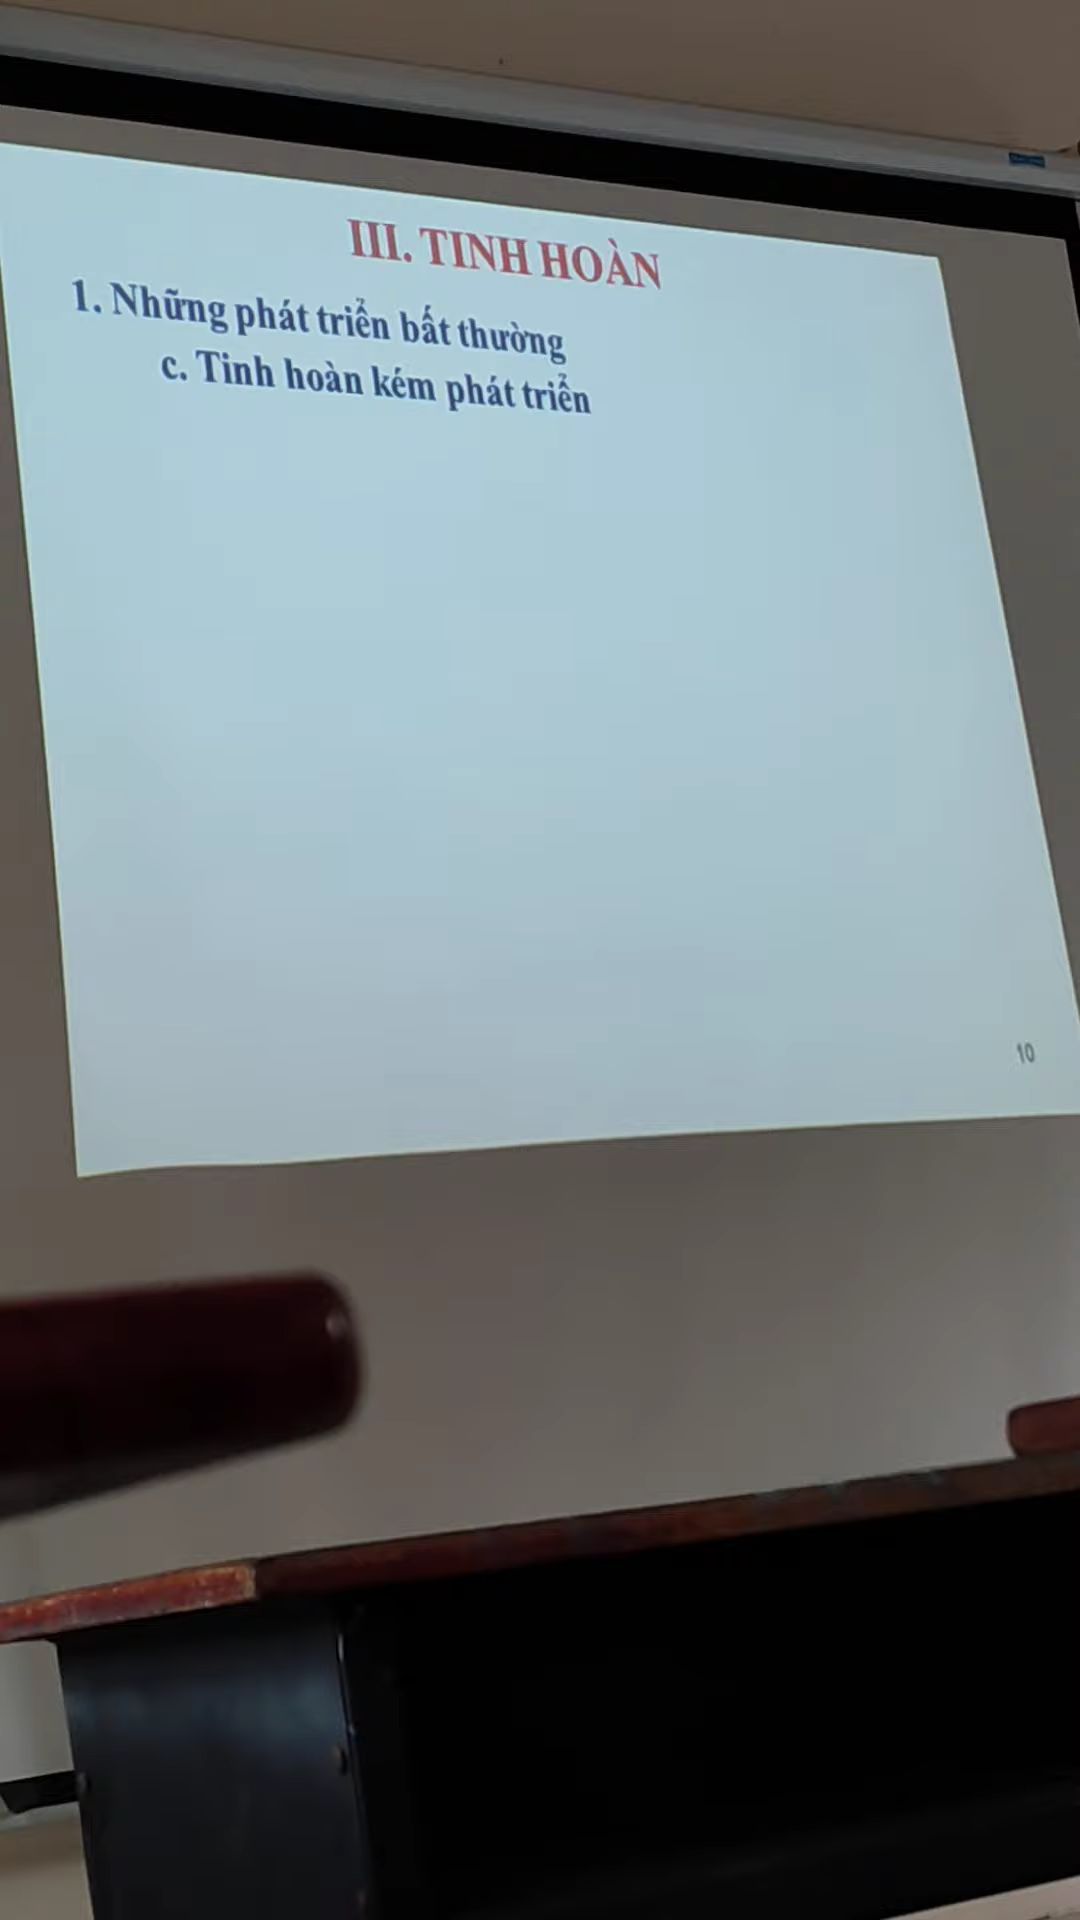 III. TINH HOÀN
1. Những phát triển bất thường
c. Tinh hoàn kém phát triển
10